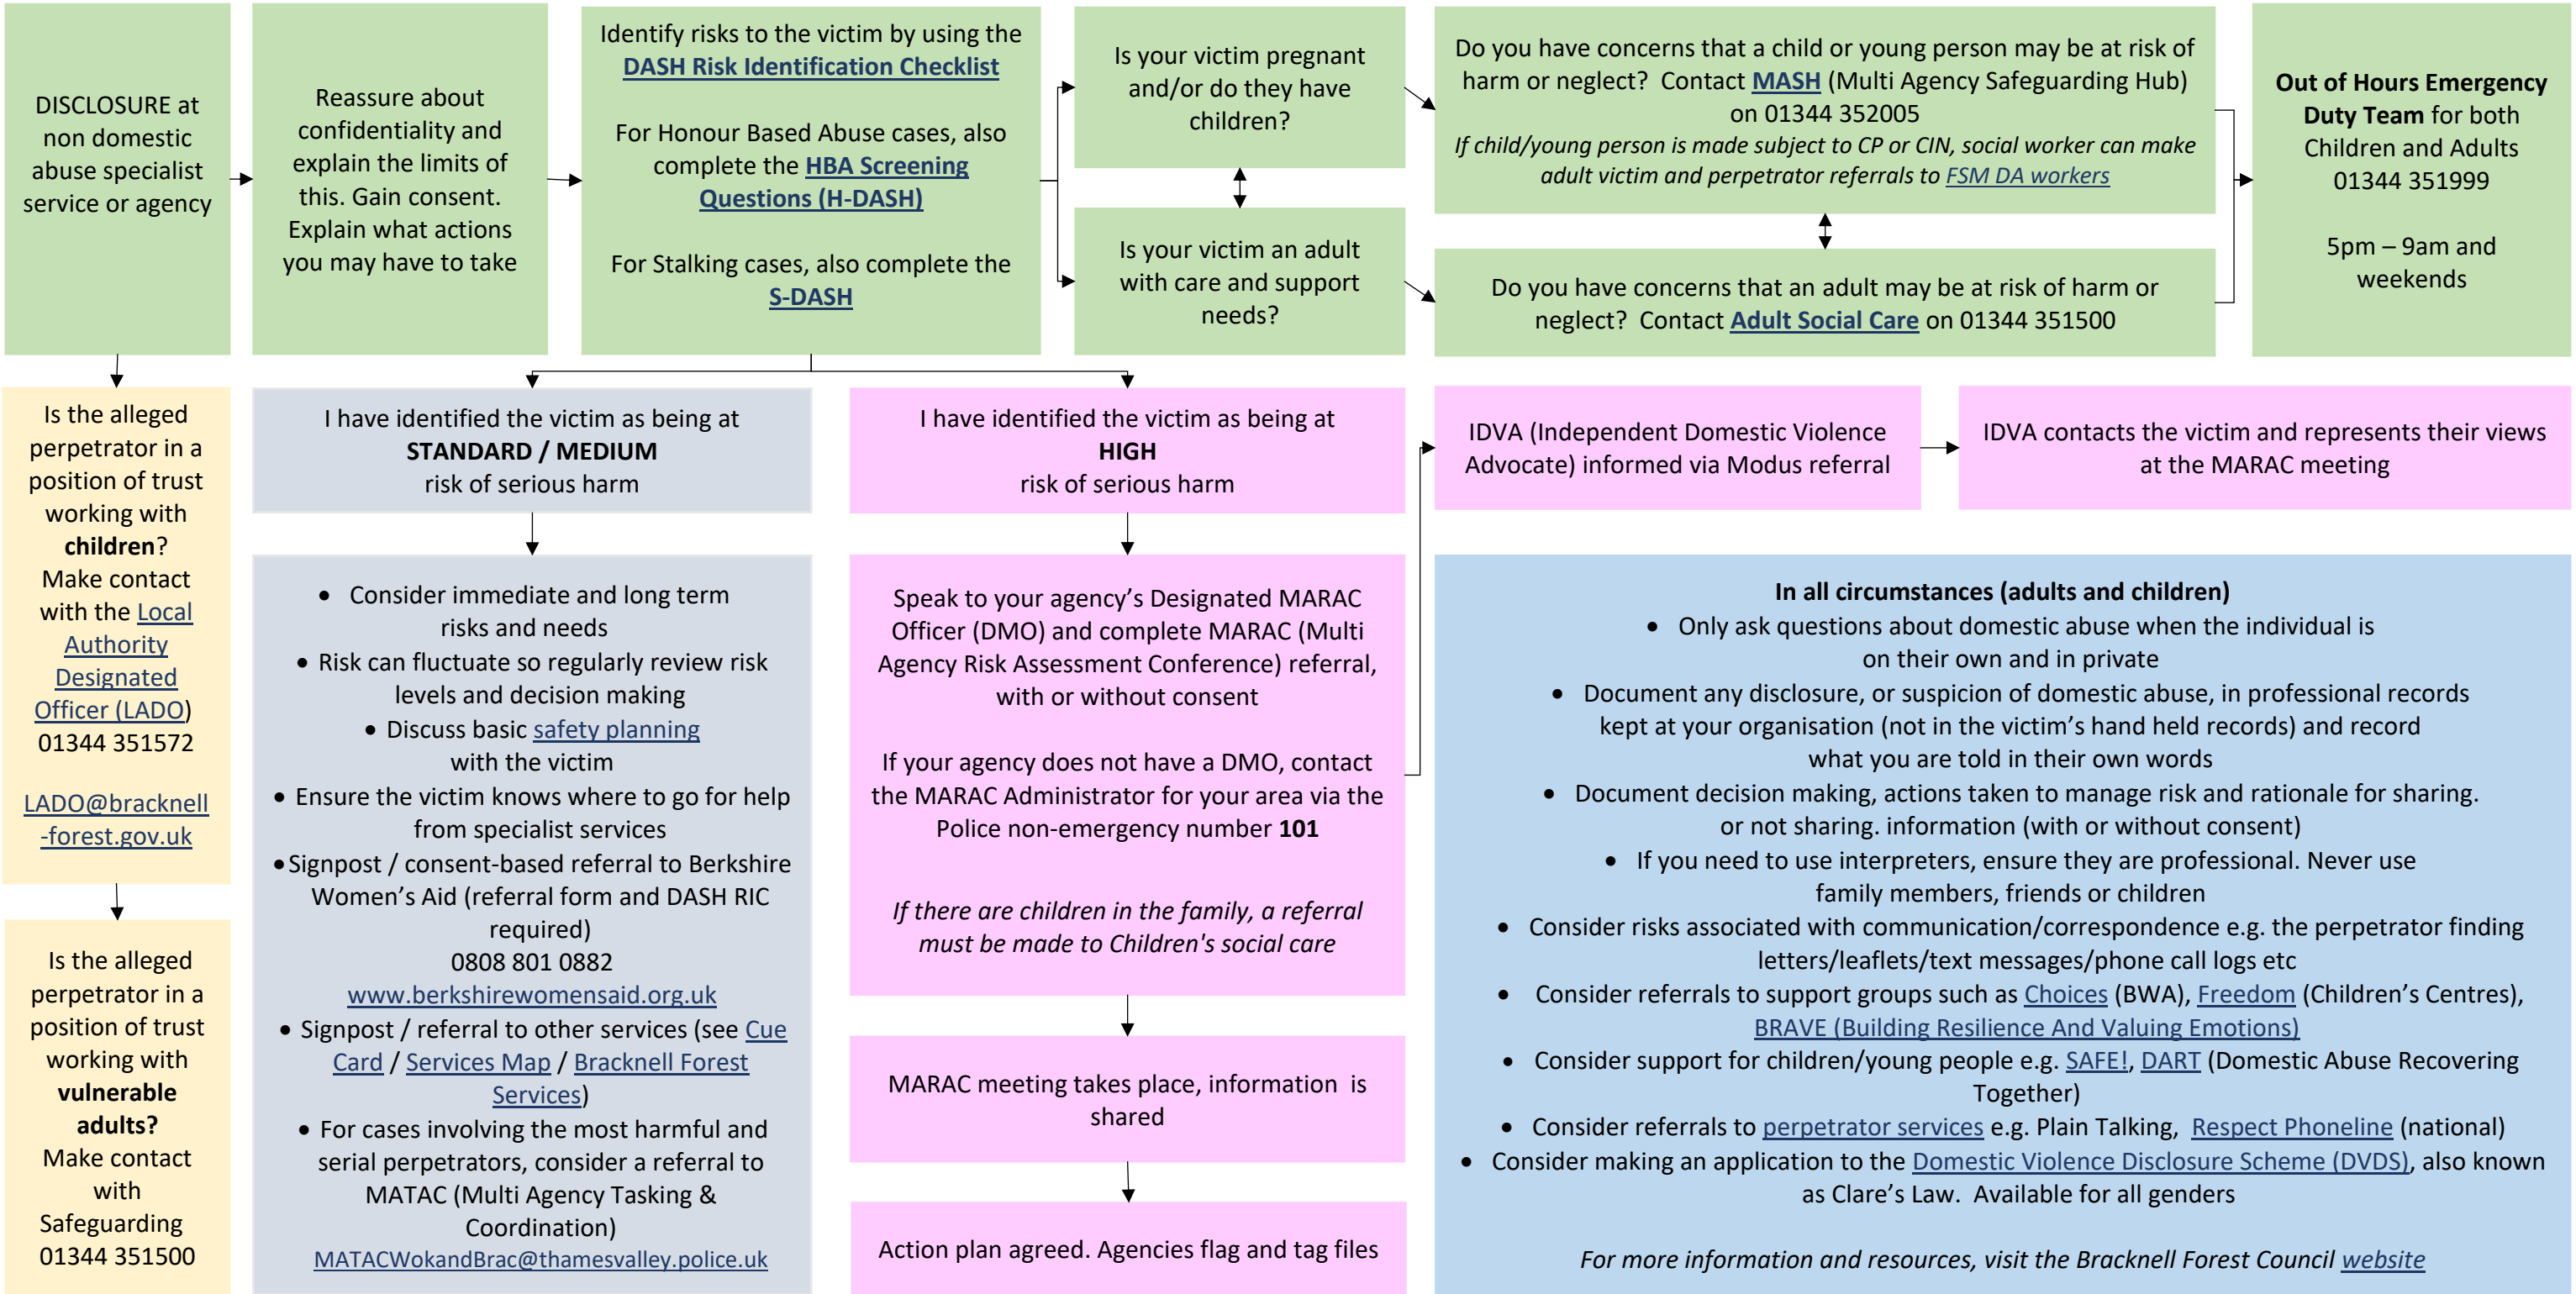 DISCLOSURE at
non domestic
abuse specialist
service or agency
Reassure about
confidentiality and
explain the limits of
this. Gain consent.
Explain what actions
you may have to take
Identify risks to the victim by using the
DASH Risk Identification Checklist
For Honour Based Abuse cases, also
complete the HBA Screening
Questions (H-DASH)
For Stalking cases, also complete the
S-DASH
Is your victim pregnant
and/or do they have
children?
Is your victim an adult
with care and support
needs?
Do you have concerns that a child or young person may be at risk of
harm or neglect? Contact MASH (Multi Agency Safeguarding Hub)
on 01344 352005
If child/young person is made subject to CP or CIN, social worker can make
adult victim and perpetrator referrals to FSM DA workers
Do you have concerns that an adult may be at risk of harm or
neglect? Contact Adult Social Care on 01344 351500
Out of Hours Emergency
Duty Team for both
Children and Adults
01344 351999
5pm – 9am and
weekends
Is the alleged
perpetrator in a
position of trust
working with
children?
Make contact
with the Local
Authority
Designated
Officer (LADO)
01344 351572
LADO@bracknell
-forest.gov.uk
Is the alleged
perpetrator in a
position of trust
working with
vulnerable
adults?
Make contact
with
Safeguarding
01344 351500
I have identified the victim as being at
STANDARD / MEDIUM
risk of serious harm
• Consider immediate and long term
risks and needs
• Risk can fluctuate so regularly review risk
levels and decision making
• Discuss basic safety planning
with the victim
• Ensure the victim knows where to go for help
from specialist services
• Signpost / consent-based referral to Berkshire
Women's Aid (referral form and DASH RIC
required)
0808 801 0882
www.berkshirewomensaid.org.uk
• Signpost / referral to other services (see Cue
Card / Services Map / Bracknell Forest
Services)
• For cases involving the most harmful and
serial perpetrators, consider a referral to
MATAC (Multi Agency Tasking &
Coordination)
MATACWokandBrac@thamesvalley.police.uk
I have identified the victim as being at
HIGH
risk of serious harm
Speak to your agency's Designated MARAC
Officer (DMO) and complete MARAC (Multi
Agency Risk Assessment Conference) referral,
with or without consent
If your agency does not have a DMO, contact
the MARAC Administrator for your area via the
Police non-emergency number 101
If there are children in the family, a referral
must be made to Children's social care
MARAC meeting takes place, information is
shared
Action plan agreed. Agencies flag and tag files
IDVA (Independent Domestic Violence
Advocate) informed via Modus referral
IDVA contacts the victim and represents their views
at the MARAC meeting
In all circumstances (adults and children)
• Only ask questions about domestic abuse when the individual is
on their own and in private
• Document any disclosure, or suspicion of domestic abuse, in professional records
kept at your organisation (not in the victim's hand held records) and record
what you are told in their own words
• Document decision making, actions taken to manage risk and rationale for sharing.
or not sharing. information (with or without consent)
• If you need to use interpreters, ensure they are professional. Never use
family members, friends or children
• Consider risks associated with communication/correspondence e.g. the perpetrator finding
letters/leaflets/text messages/phone call logs etc
• Consider referrals to support groups such as Choices (BWA), Freedom (Children's Centres),
BRAVE (Building Resilience And Valuing Emotions)
• Consider support for children/young people e.g. SAFE!, DART (Domestic Abuse Recovering
Together)
• Consider referrals to perpetrator services e.g. Plain Talking, Respect Phoneline (national)
• Consider making an application to the Domestic Violence Disclosure Scheme (DVDS), also known
as Clare's Law. Available for all genders
For more information and resources, visit the Bracknell Forest Council website